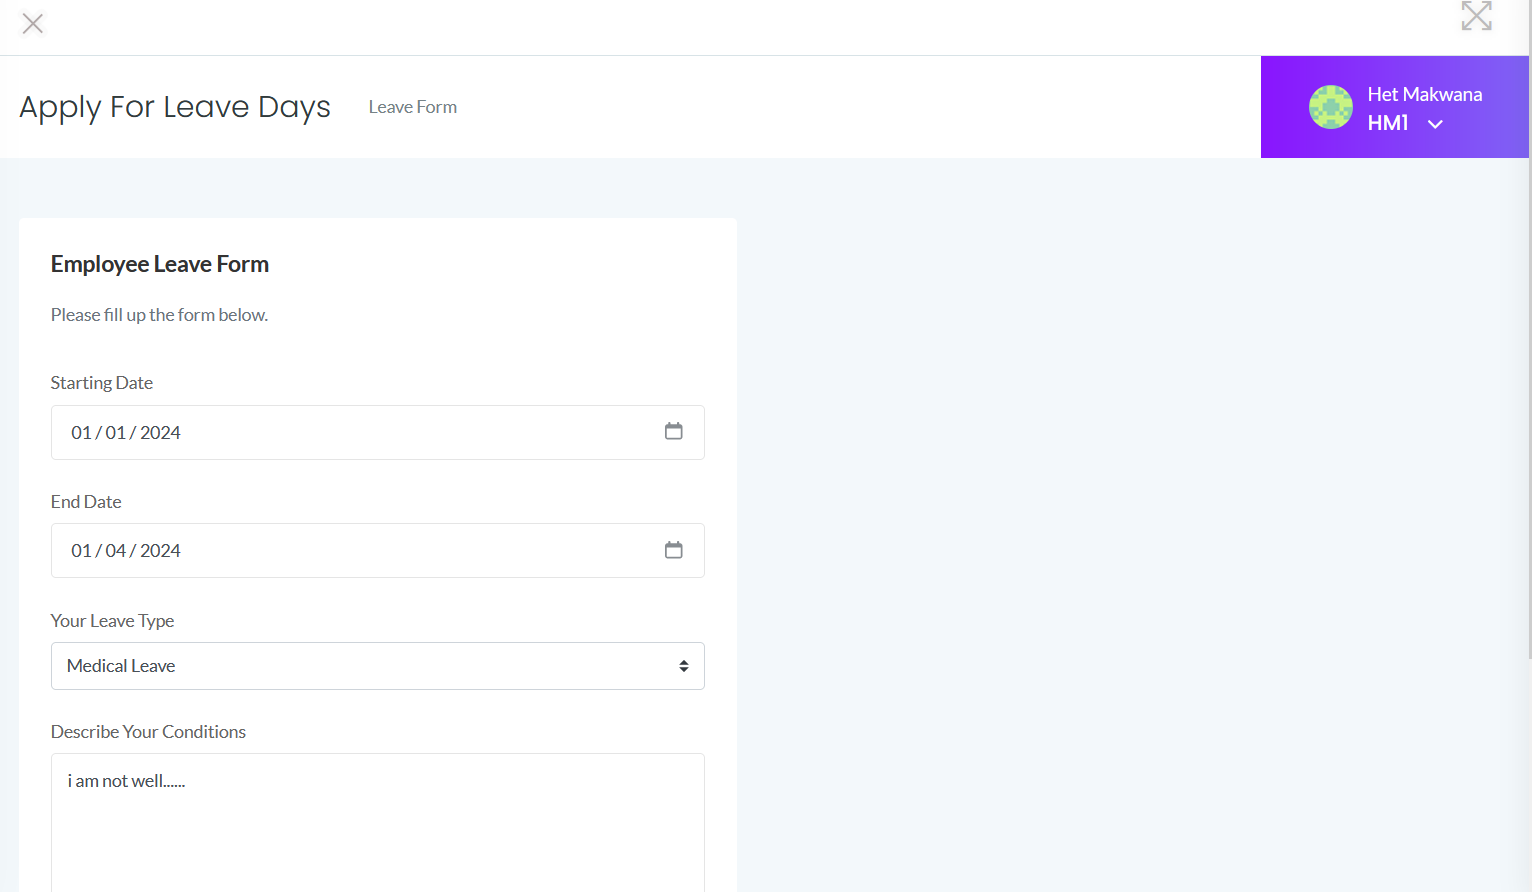 Apply For Leave Days
Leave Form
Het Makwana
HM1
Employee Leave Form
Please fill up the form below.
Starting Date
01 / 01 / 2024
End Date
01 / 04 / 2024
Your Leave Type
Medical Leave
Describe Your Conditions
i am not well......